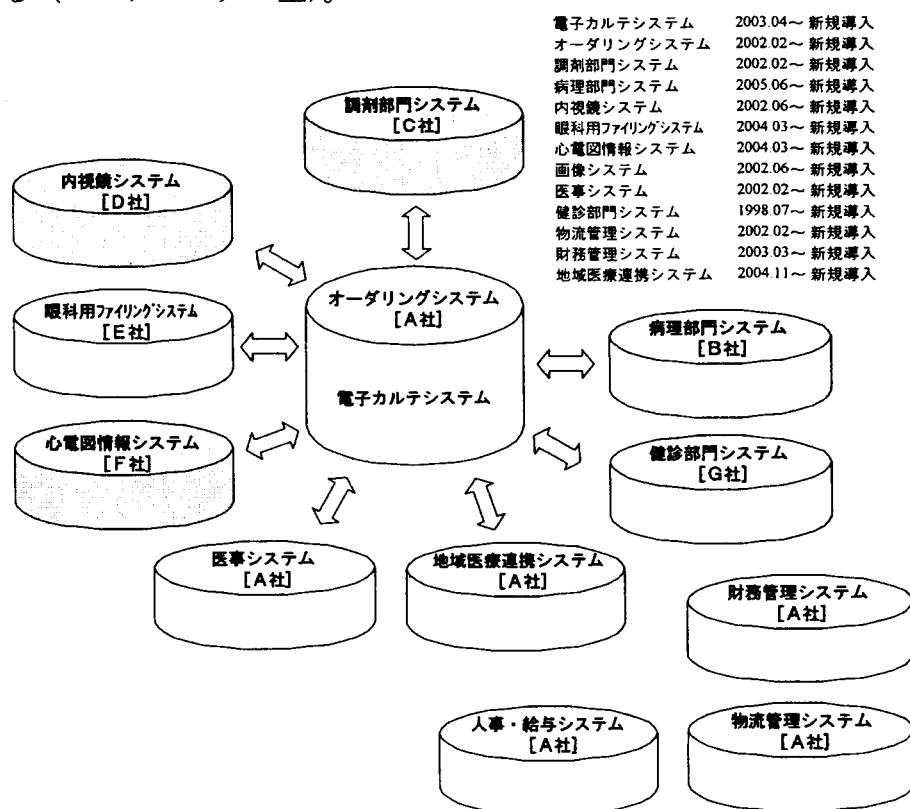 電子カルテシステム 2003.04～ 新規導入
オーダリングシステム 2002.02～ 新規導入
調剤部門システム 2002.02～ 新規導入
病理部門システム 2005.06～ 新規導入
内視鏡システム 2002.06～ 新規導入
眼科用ファイリングシステム 2004.03～ 新規導入
心電図情報システム 2004.03～ 新規導入
画像システム 2002.06～ 新規導入
医事システム 2002.02～ 新規導入
健診部門システム 1998.07～ 新規導入
物流管理システム 2002.02～ 新規導入
財務管理システム 2003.03～ 新規導入
地域医療連携システム 2004.11～ 新規導入
調剤部門システム
[C社]
内視鏡システム
[D社]
オーダリングシステム
[A社]
電子カルテシステム
眼科用ファイリングシステム
[E社]
病理部門システム
[B社]
心電図情報システム
[F社]
健診部門システム
[G社]
医事システム
[A社]
地域医療連携システム
[A社]
財務管理システム
[A社]
人事・給与システム
[A社]
物流管理システム
[A社]